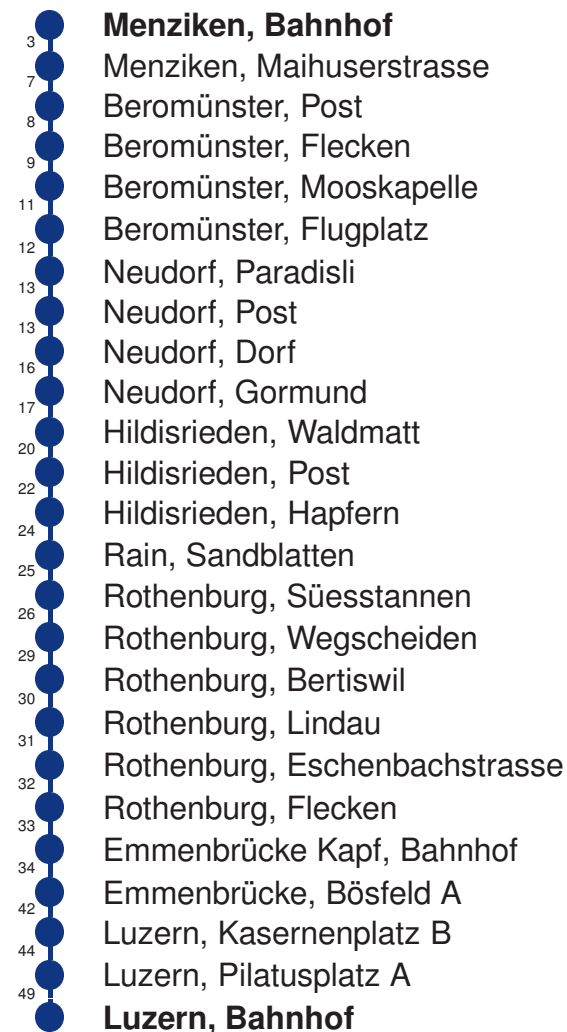 Menziken, Bahnhof
3
Menziken, Maihuserstrasse
7
Beromünster, Post
8
Beromünster, Flecken
9
Beromünster, Mooskapelle
11
Beromünster, Flugplatz
12
Neudorf, Paradisli
13
Neudorf, Post
13
Neudorf, Dorf
16
Neudorf, Gormund
17
Hildisrieden, Waldmatt
20
Hildisrieden, Post
22
Hildisrieden, Hapfern
24
Rain, Sandblatten
25
Rothenburg, Süesstannen
26
Rothenburg, Wegscheiden
29
Rothenburg, Bertiswil
30
Rothenburg, Lindau
31
Rothenburg, Eschenbachstrasse
32
Rothenburg, Flecken
33
Emmenbrücke Kapf, Bahnhof
34
Emmenbrücke, Bösfeld A
42
Luzern, Kasernenplatz B
44
Luzern, Pilatusplatz A
49
Luzern, Bahnhof